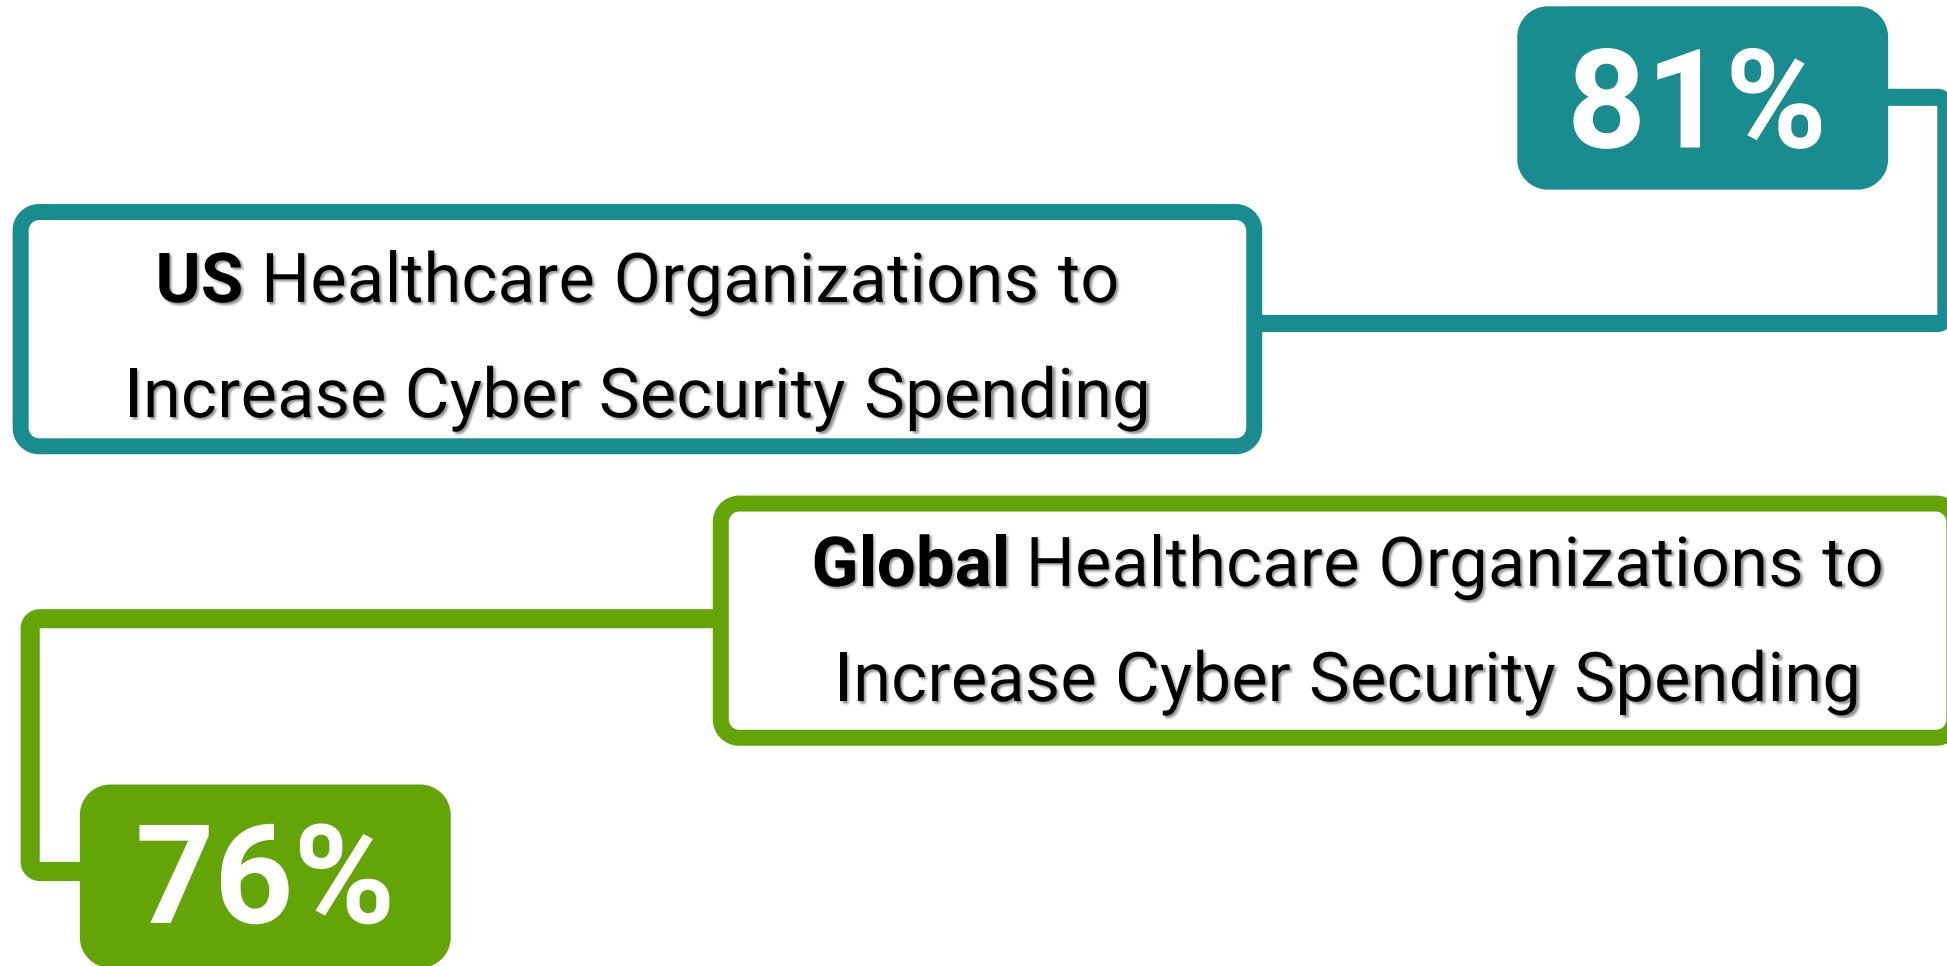 81%
US Healthcare Organizations to
Increase Cyber Security Spending
Global Healthcare Organizations to
Increase Cyber Security Spending
76%